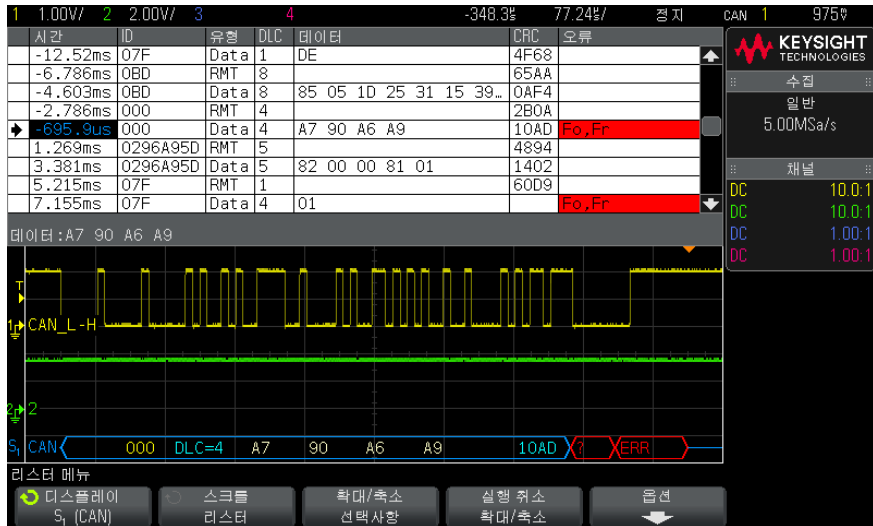 1 1.00V/ 2 2.00V/ 3 4 -348.3% 77.24%/ 정지 CAN 1 975%
시간 ID 유형 DLC 데이터 CRC 오류
-12.52ms 07F Data 1 DE 4F68
-6.786ms 0BD RMT 8 65AA
-4.603ms 0BD Data 8 85 05 1D 25 31 15 39… 0AF4
-2.786ms 000 RMT 4 2B0A
-695.9us 000 Data 4 A7 90 A6 A9 10AD Fo,Fr
1.269ms 0296A95D RMT 5 4894
3.381ms 0296A95D Data 5 82 00 00 81 01 1402
5.215ms 07F RMT 1 60D9
7.155ms 07F Data 4 01 Fo,Fr
데이터:A7 90 A6 A9
KEYSIGHT
TECHNOLOGIES
수집
일반
5.00MSa/s
채널
DC 10.0:1
DC 10.0:1
DC 1.00:1
DC 1.00:1
T
1 CAN_L-H
2 2
S1 CAN 000 DLC=4 A7 90 A6 A9 10AD ? ERR
리스터 메뉴
디스플레이
S1 (CAN)
스크롤
리스터
확대/축소
선택사항
실행 취소
확대/축소
옵션